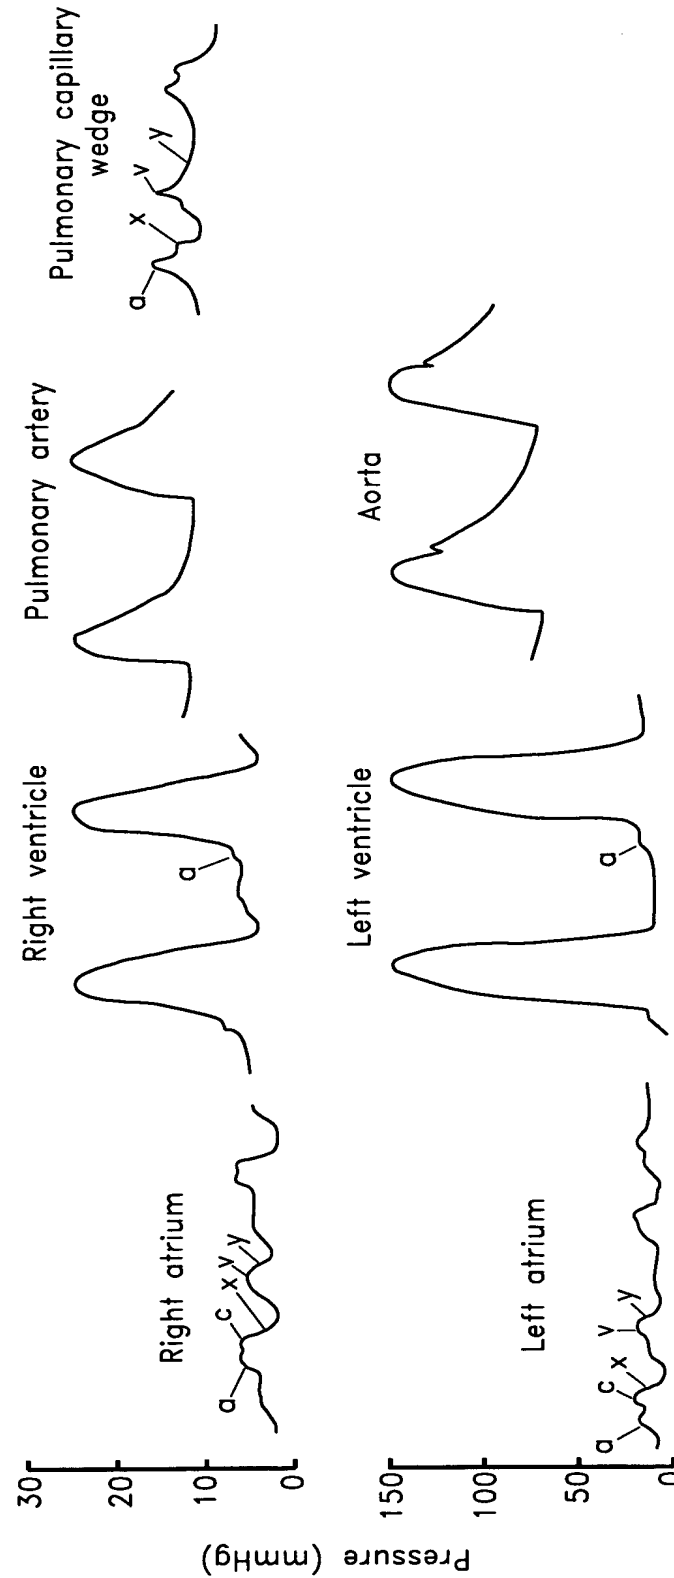 Pressure (mmHg)
30
20
10
0
Right atrium
a c x v y
Right ventricle
a
Pulmonary artery
Pulmonary capillary
wedge
a x v y
150
100
50
0
Left atrium
a c x v y
Left ventricle
a
Aorta